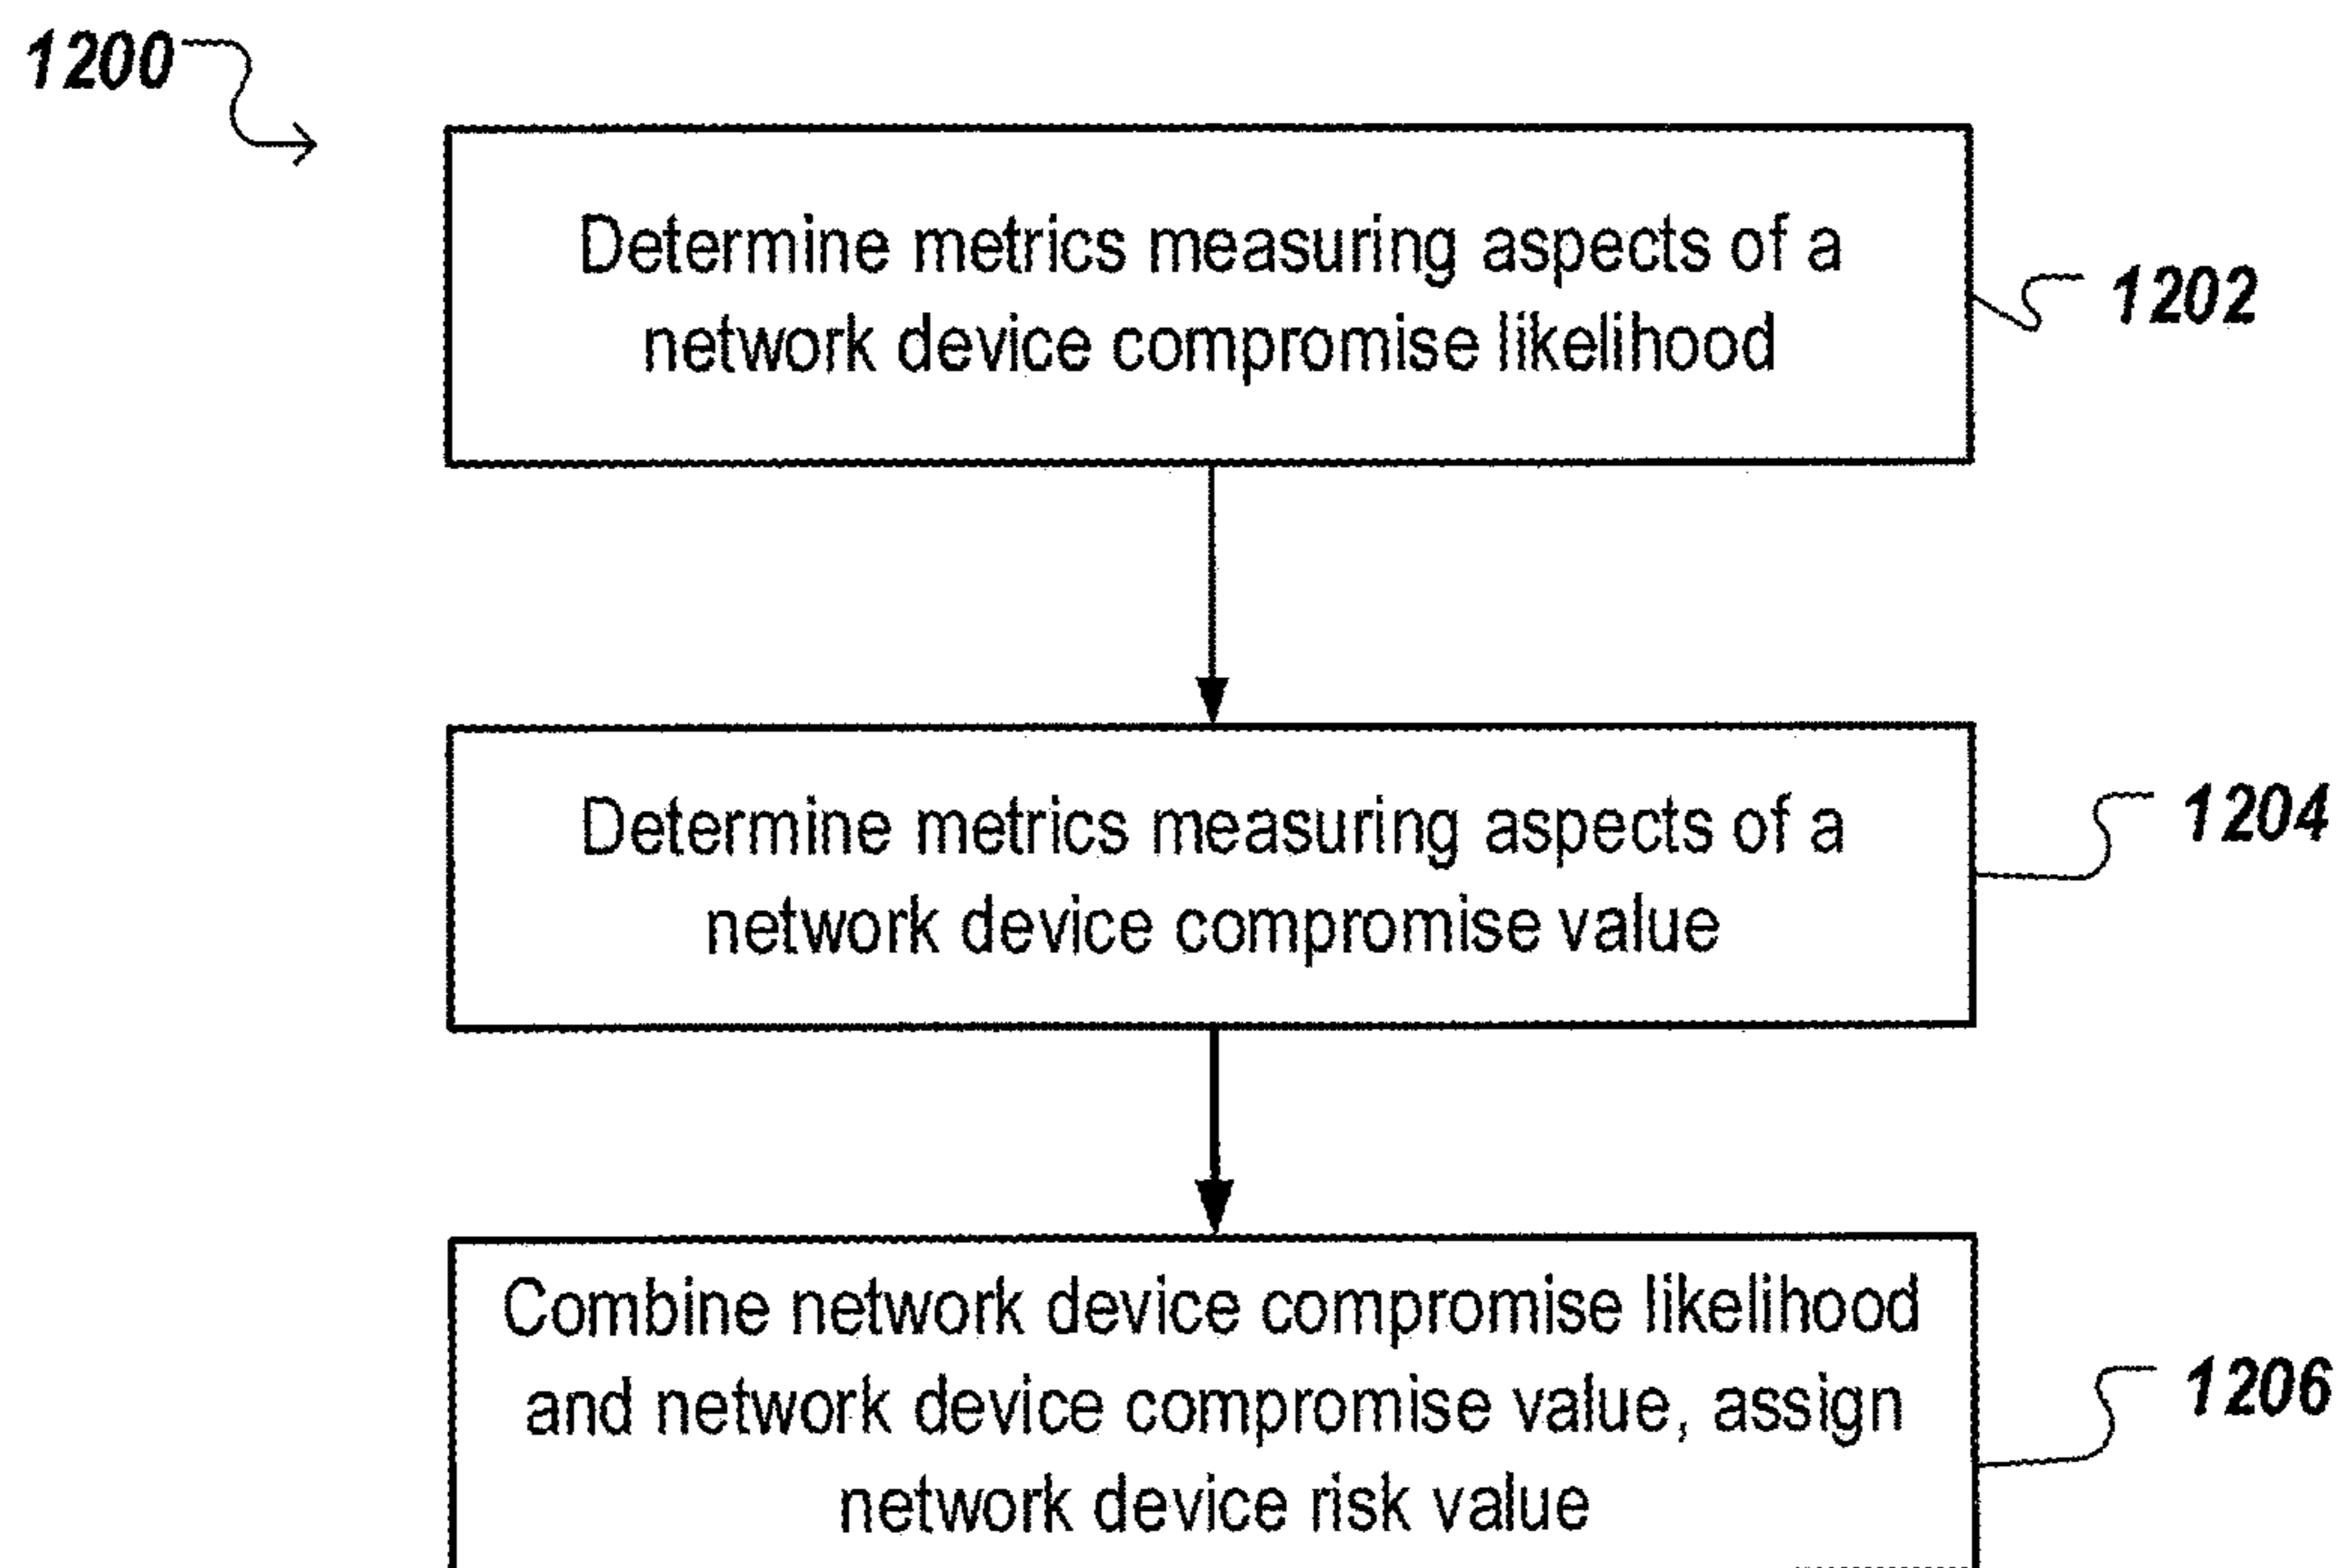 1200
Determine metrics measuring aspects of a
network device compromise likelihood
1202
Determine metrics measuring aspects of a
network device compromise value
1204
Combine network device compromise likelihood
and network device compromise value, assign
network device risk value
1206